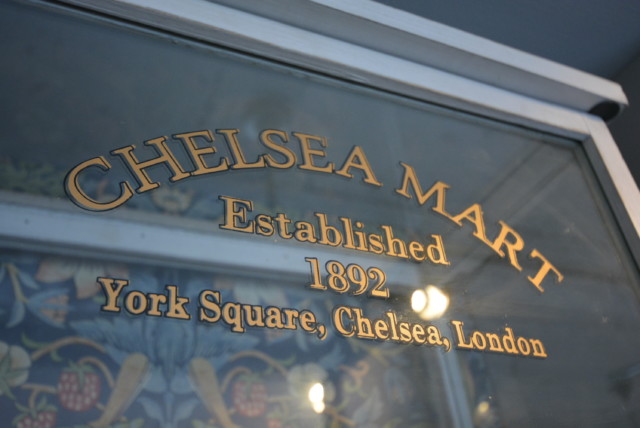 CHELSEA MART
Established
1892
York Square, Chelsea, London